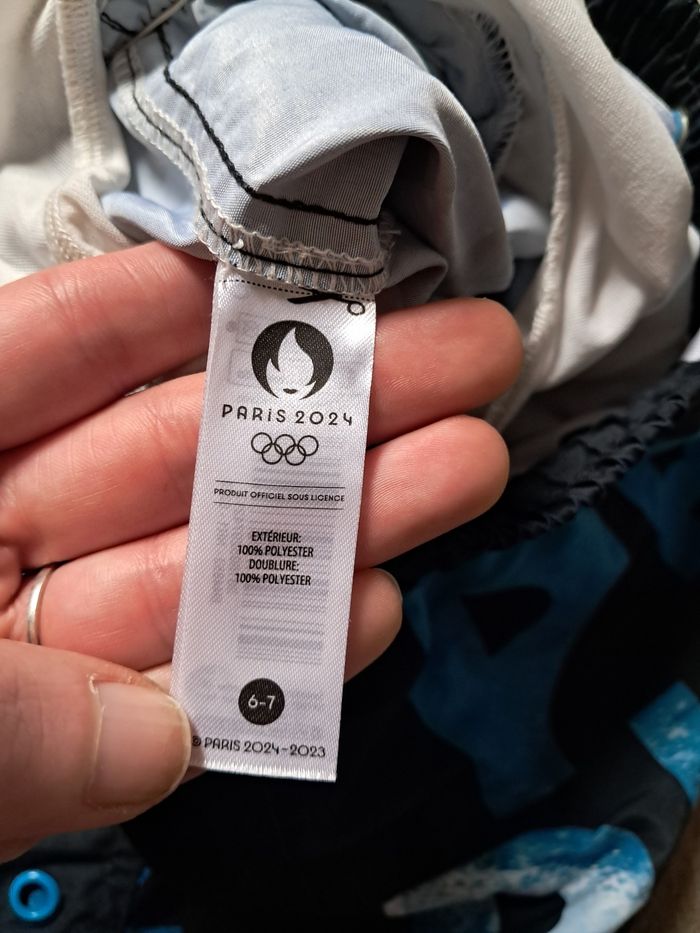 PARiS 2024
PRODUIT OFFICIEL SOUS LICENCE
EXTÉRIEUR:
100% POLYESTER
DOUBLURE:
100% POLYESTER
6-7
© PARIS 2024-2023